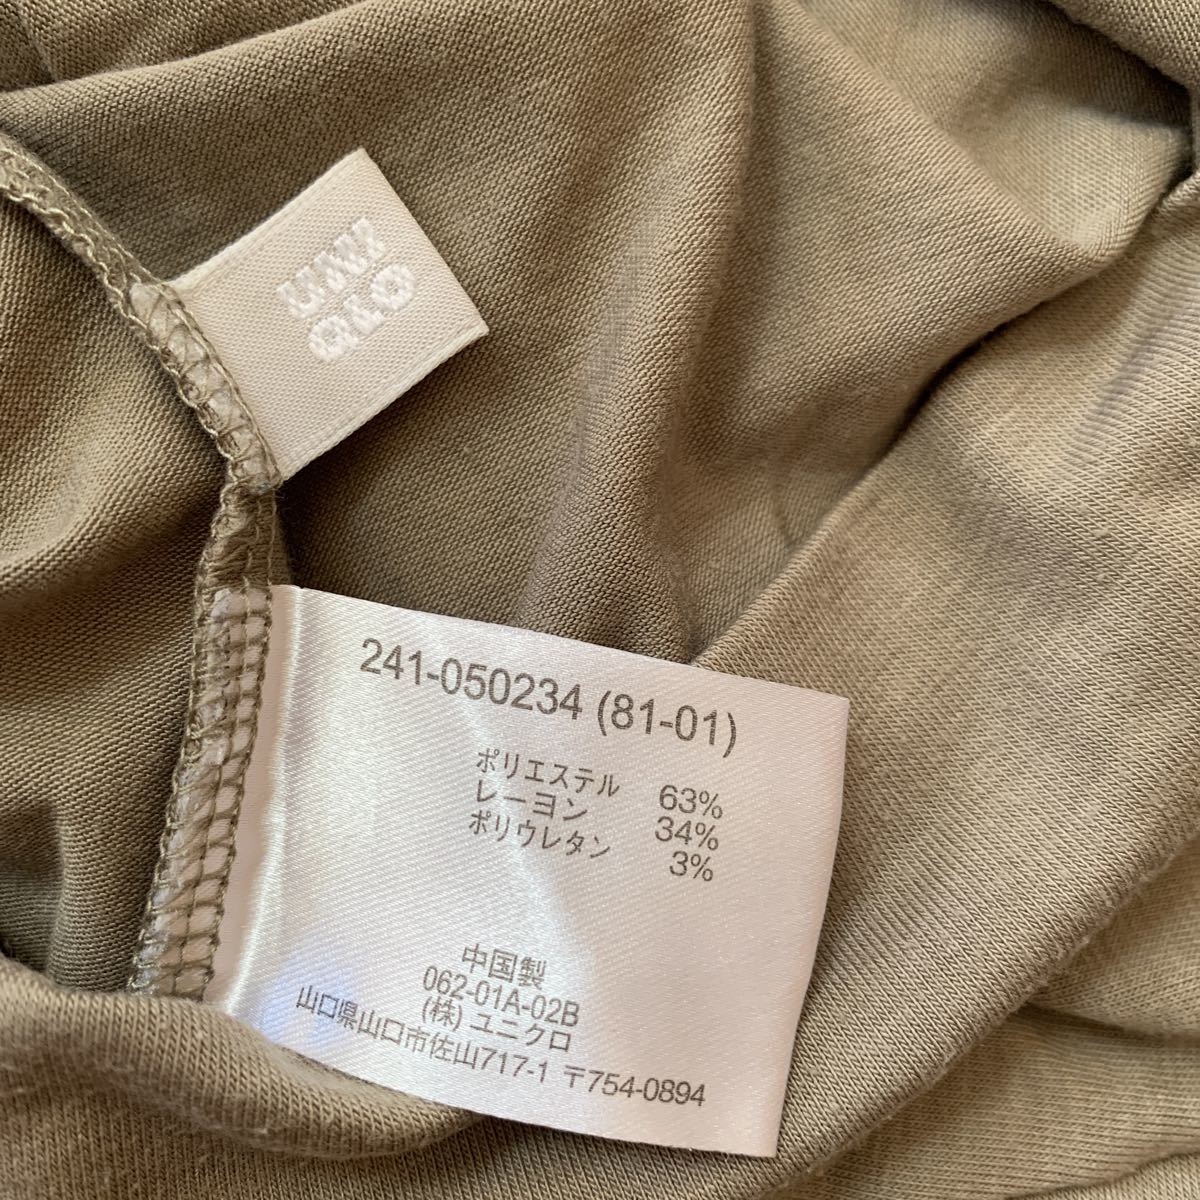 UNI
QLO
241-050234 (81-01)
ポリエステル 63%
レーヨン 34%
ポリウレタン 3%
中国製
062-01A-02B
(株) ユニクロ
山口県山口市佐山717-1 〒754-0894